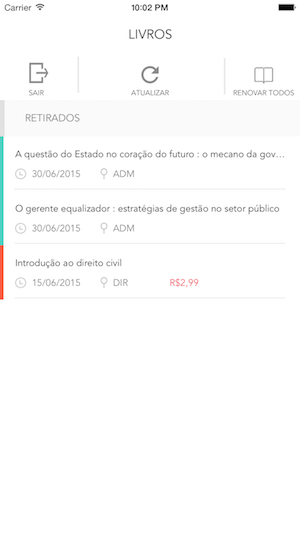 Carrier 10:02 PM
LIVROS
SAIR ATUALIZAR RENOVAR TODOS
RETIRADOS
A questão do Estado no coração do futuro : o mecano da gov...
30/06/2015 ADM
O gerente equalizador : estratégias de gestão no setor público
30/06/2015 ADM
Introdução ao direito civil
15/06/2015 DIR R$2,99